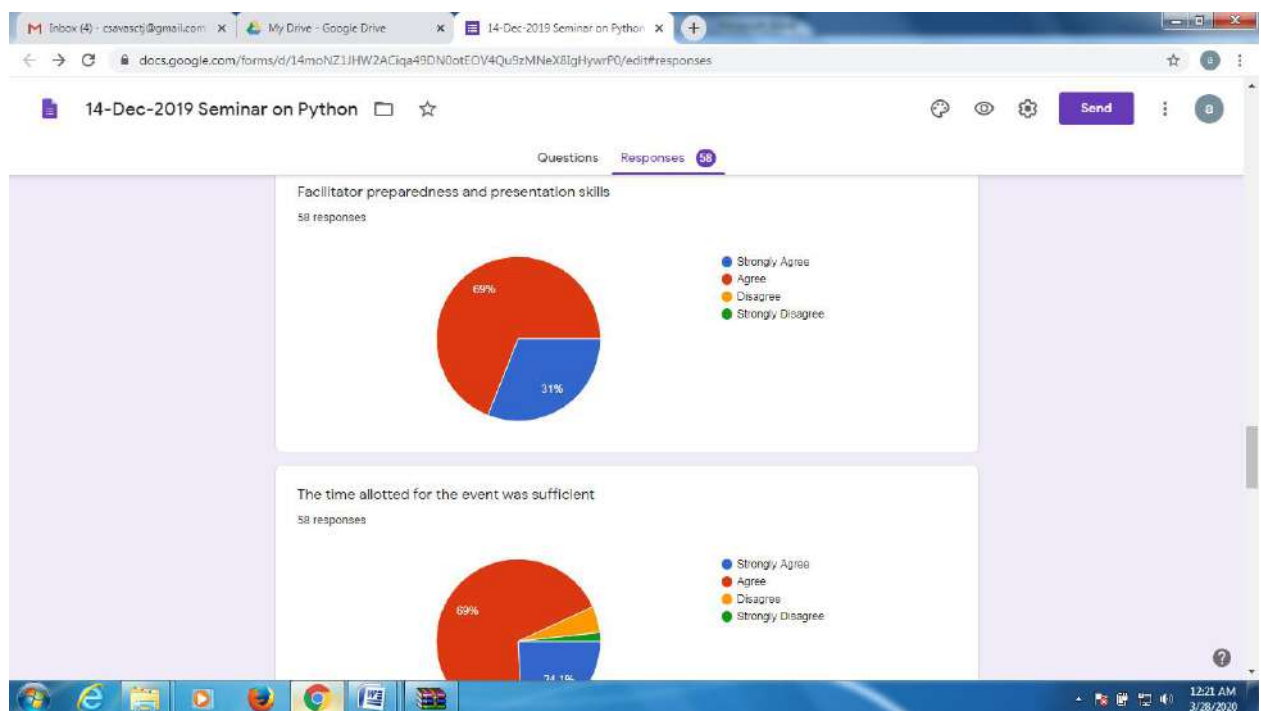 Inbox (4) - csavasctj@gmail.com
My Drive - Google Drive
14-Dec-2019 Seminar on Python
docs.google.com/forms/d/14moNZ1JHW2ACiqa49DN0otEOV4Qu9zMNeX8IgHywrP0/edit#responses
a
14-Dec-2019 Seminar on Python
Send
a
Questions
Responses 58
Facilitator preparedness and presentation skills
58 responses
69%
31%
Strongly Agree
Agree
Disagree
Strongly Disagree
The time allotted for the event was sufficient
58 responses
69%
24.1%
Strongly Agree
Agree
Disagree
Strongly Disagree
12:21 AM
3/28/2020